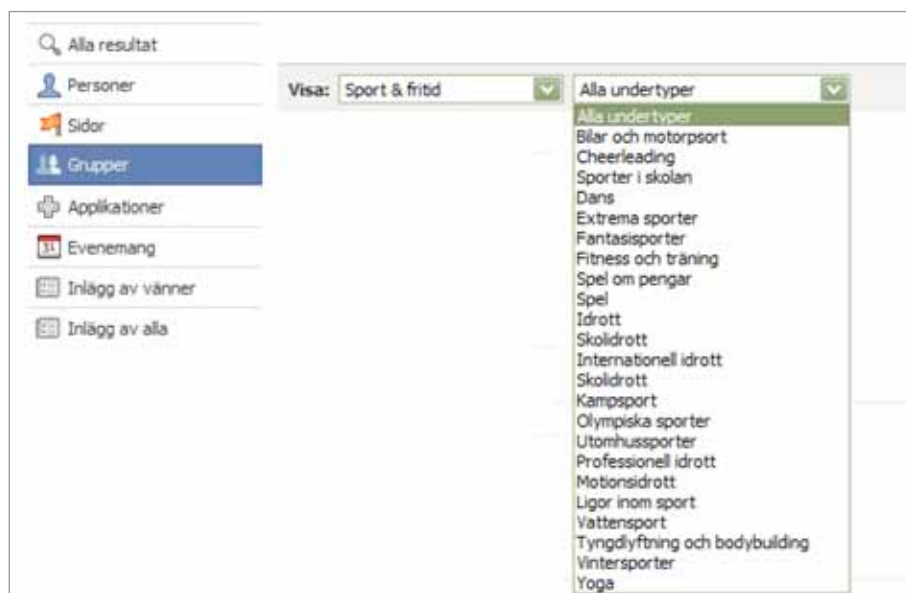 Alla resultat
Personer
Sidor
Grupper
Applikationer
31 Evenemang
Inlägg av vänner
Inlägg av alla
Visa: Sport & fritid Alla undertyper
Alla undertyper
Bilar och motorpsort
Cheerleading
Sporter i skolan
Dans
Extrema sporter
Fantasisporter
Fitness och träning
Spel om pengar
Spel
Idrott
Skolidrott
Internationell idrott
Skolidrott
Kampsport
Olympiska sporter
Utomhussporter
Professionell idrott
Motionsidrott
Ligor inom sport
Vattensport
Tyngdlyftning och bodybuilding
Vintersporter
Yoga